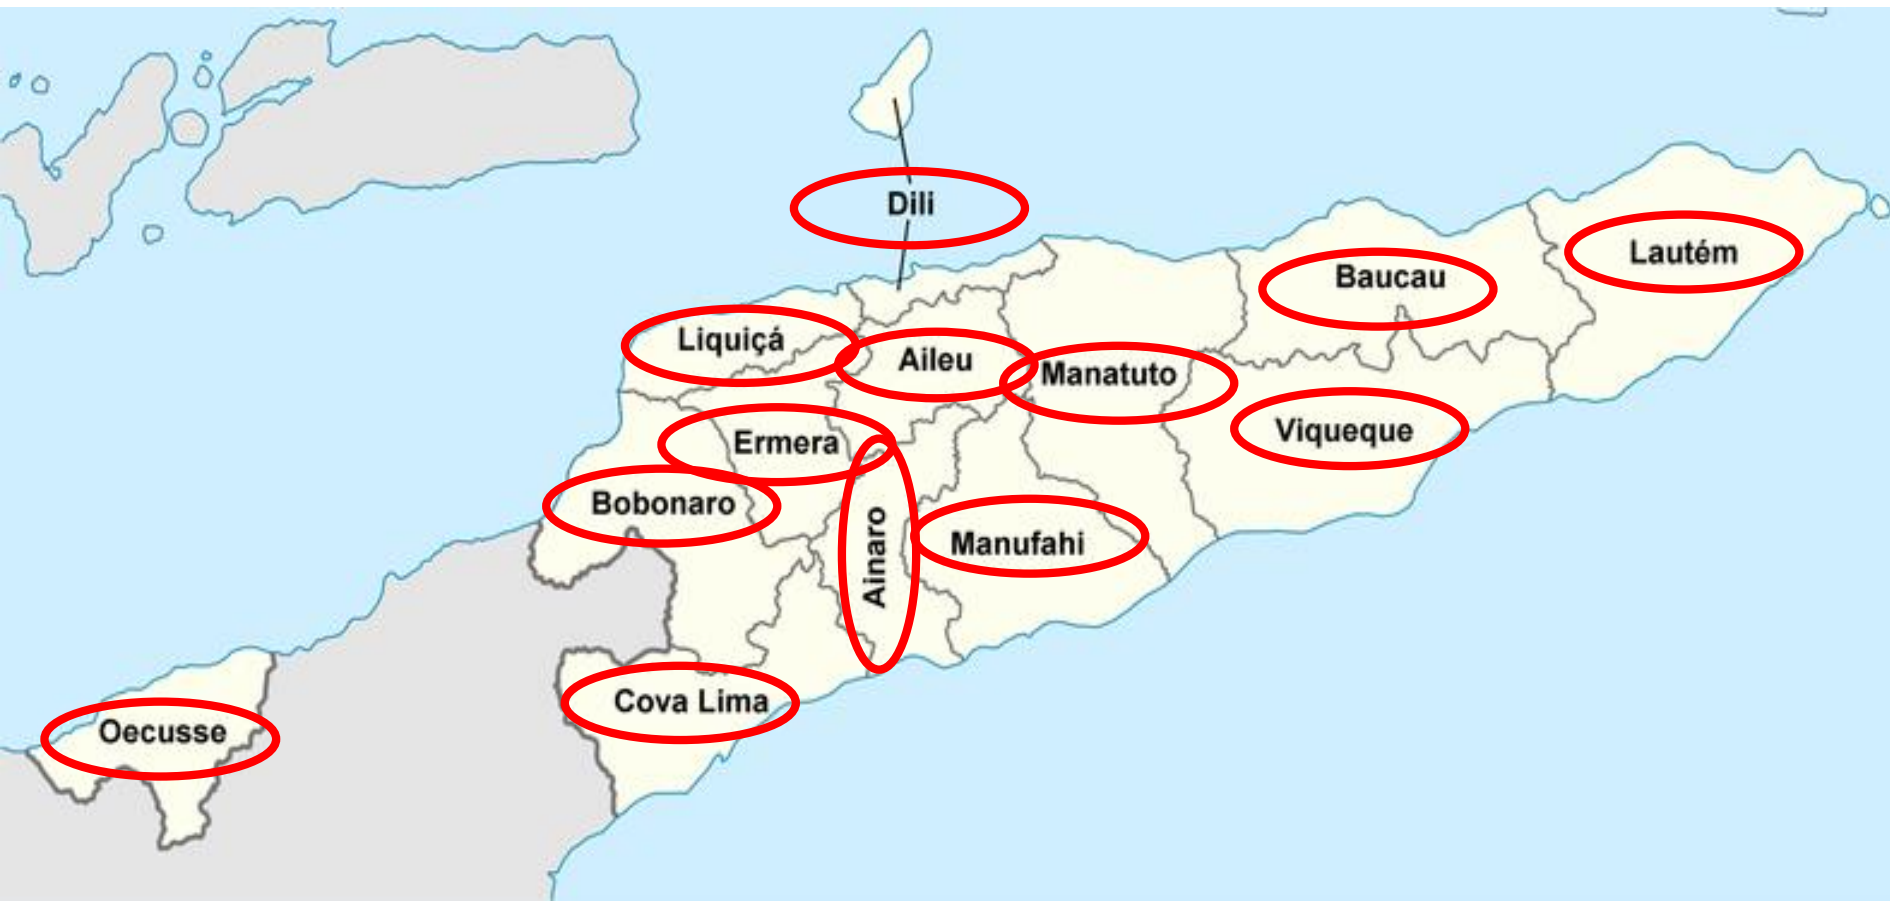 Dili
Lautém
Baucau
Liquiçá
Aileu
Manatuto
Ermera
Viqueque
Bobonaro
Ainaro
Manufahi
Cova Lima
Oecusse